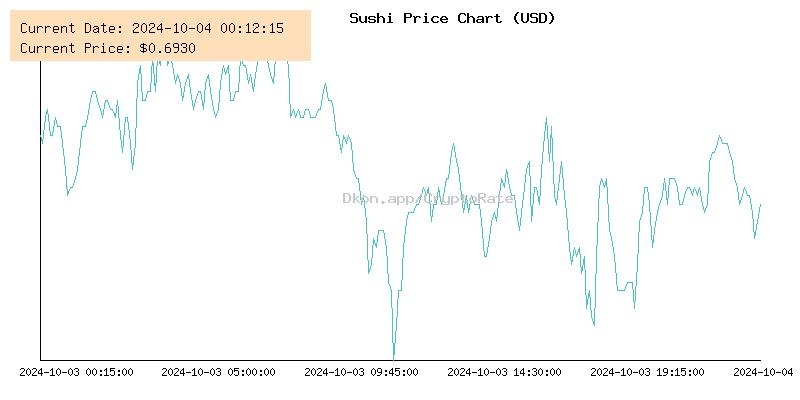 Sushi Price Chart (USD)
Current Date: 2024-10-04 00:12:15
Current Price: $0.6930
Dkon.app/CryptoRate
2024-10-03 00:15:00 2024-10-03 05:00:00 2024-10-03 09:45:00 2024-10-03 14:30:00 2024-10-03 19:15:00 2024-10-04